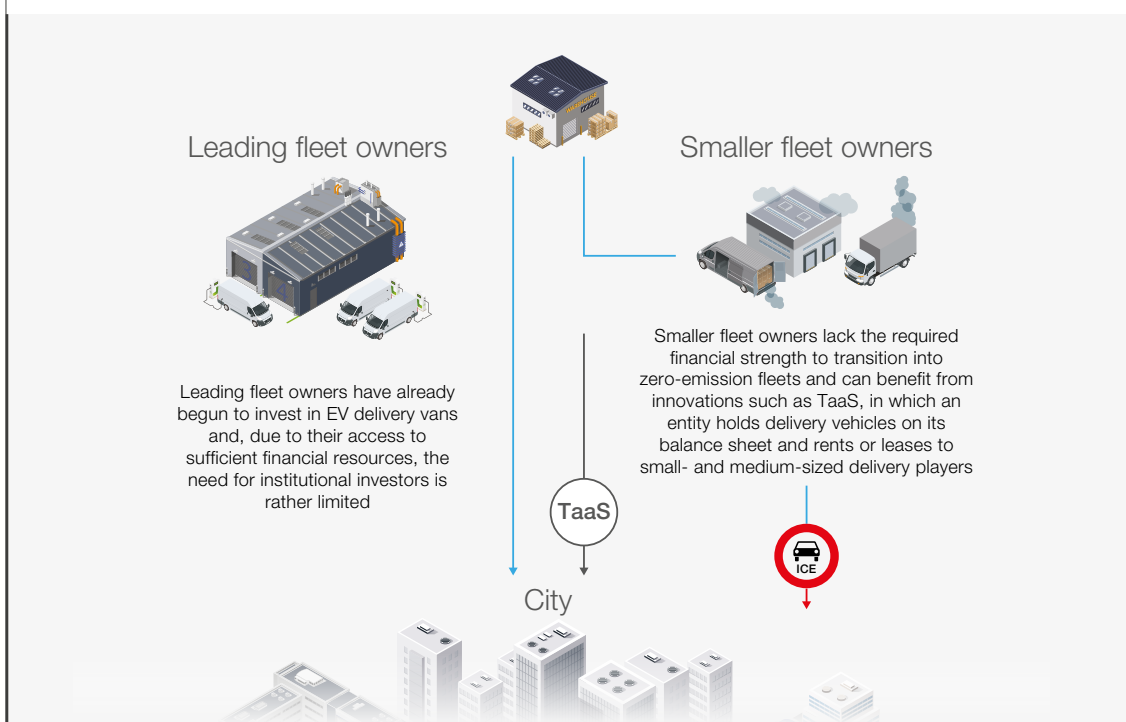 Leading fleet owners
Smaller fleet owners
WAREHOUSE
3
4
Leading fleet owners have already
begun to invest in EV delivery vans
and, due to their access to
sufficient financial resources, the
need for institutional investors is
rather limited
Smaller fleet owners lack the required
financial strength to transition into
zero-emission fleets and can benefit from
innovations such as TaaS, in which an
entity holds delivery vehicles on its
balance sheet and rents or leases to
small- and medium-sized delivery players
TaaS
ICE
City